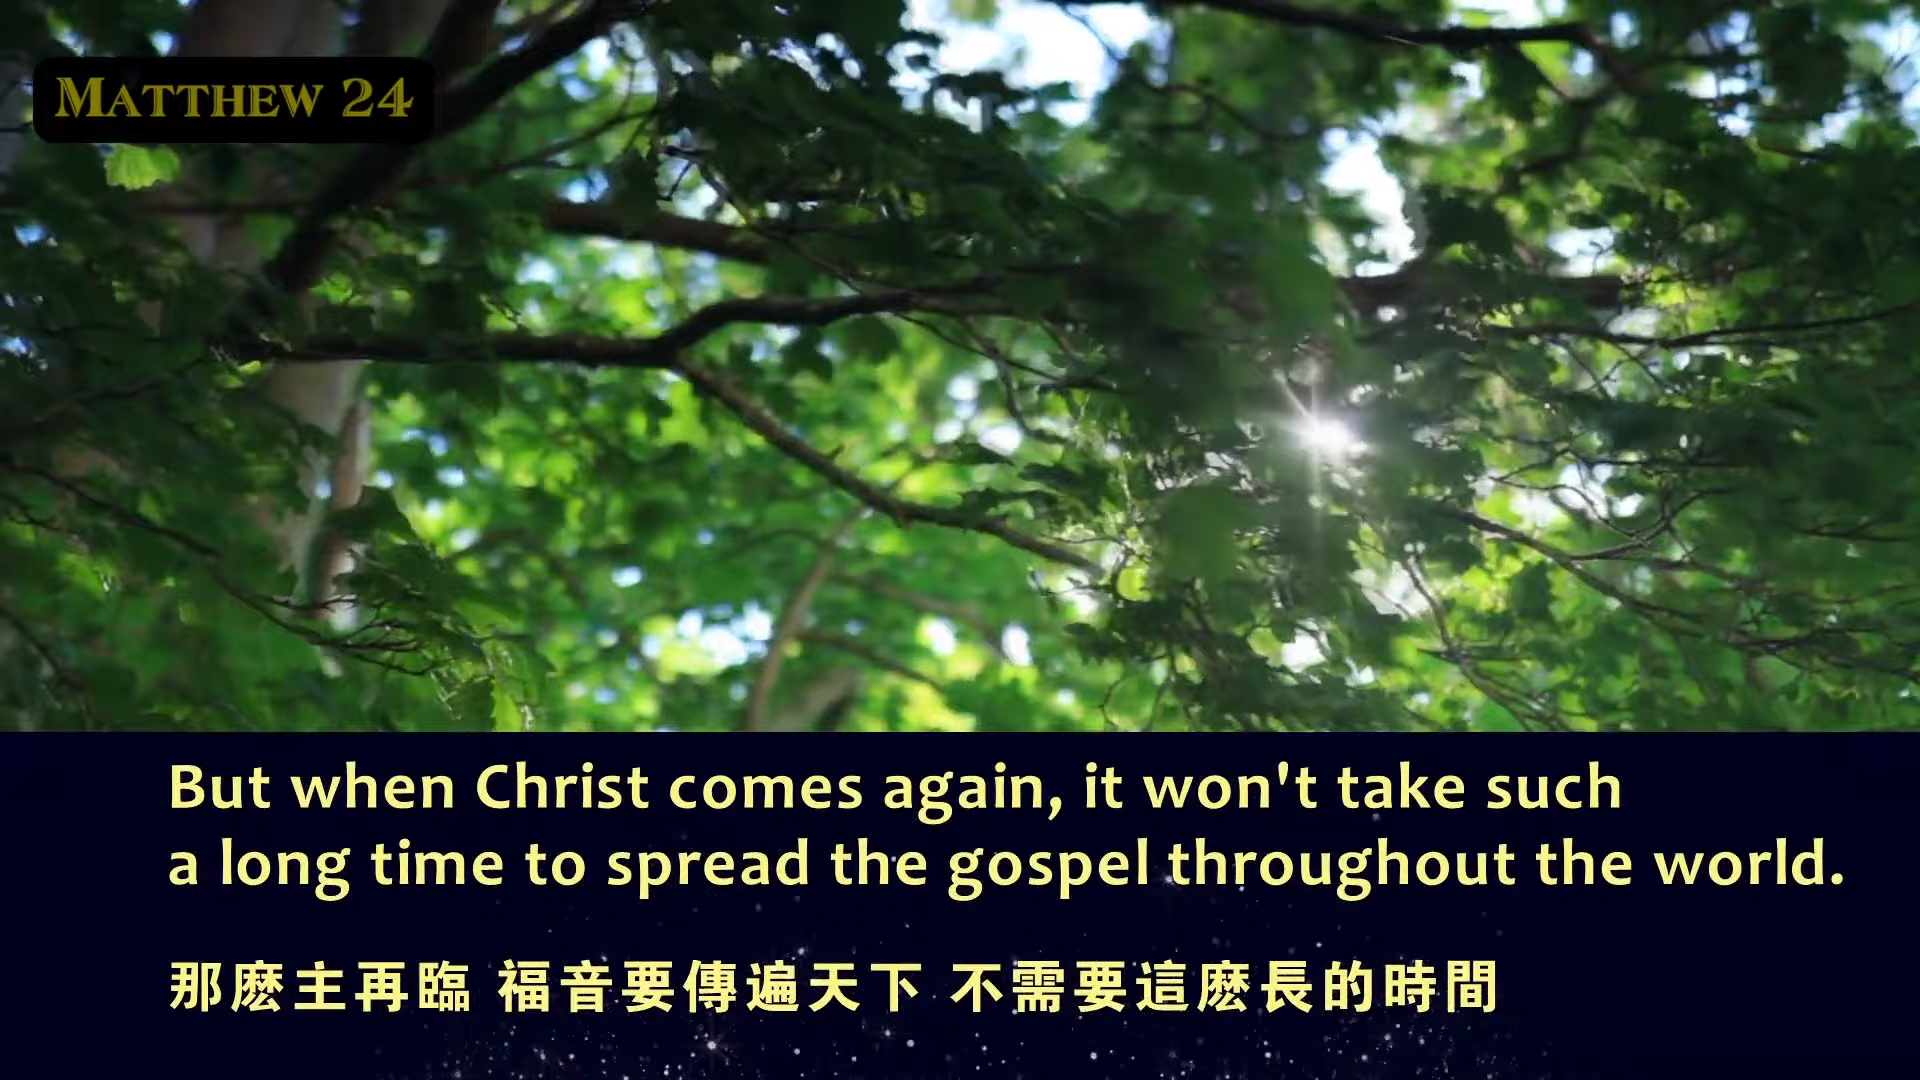 MATTHEW 24
But when Christ comes again, it won't take such
a long time to spread the gospel throughout the world.
那麽主再臨 福音要傳遍天下 不需要這麽長的時間